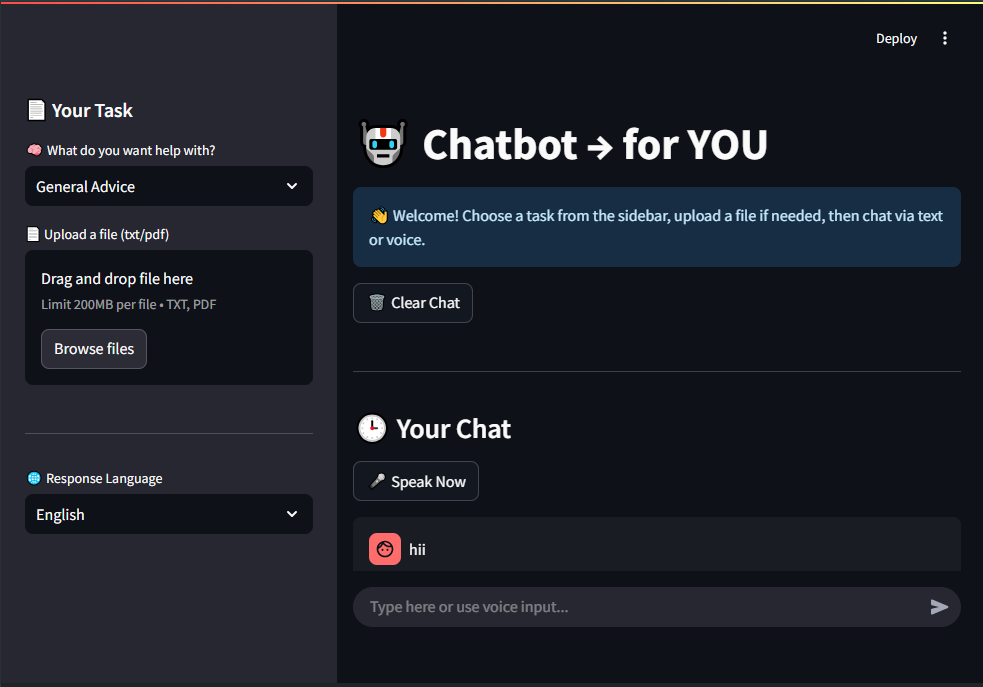 Deploy
📄 Your Task
🧠 What do you want help with?
General Advice
📄 Upload a file (txt/pdf)
Drag and drop file here
Limit 200MB per file • TXT, PDF
Browse files
🌐 Response Language
English
🤖 Chatbot → for YOU
👋 Welcome! Choose a task from the sidebar, upload a file if needed, then chat via text
or voice.
🗑️ Clear Chat
🕒 Your Chat
🎤 Speak Now
hii
Type here or use voice input...